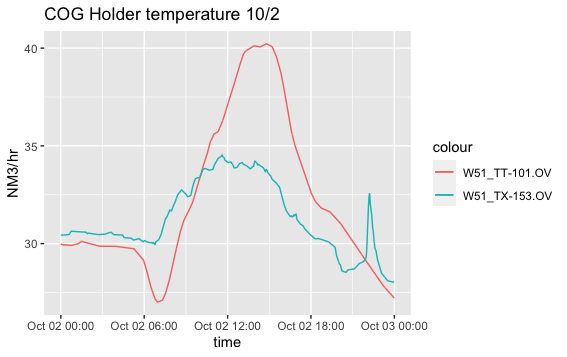 COG Holder temperature 10/2
40
35
30
NM3/hr
Oct 02 00:00 Oct 02 06:00 Oct 02 12:00 Oct 02 18:00 Oct 03 00:00
time
colour
W51_TT-101.OV
W51_TX-153.OV